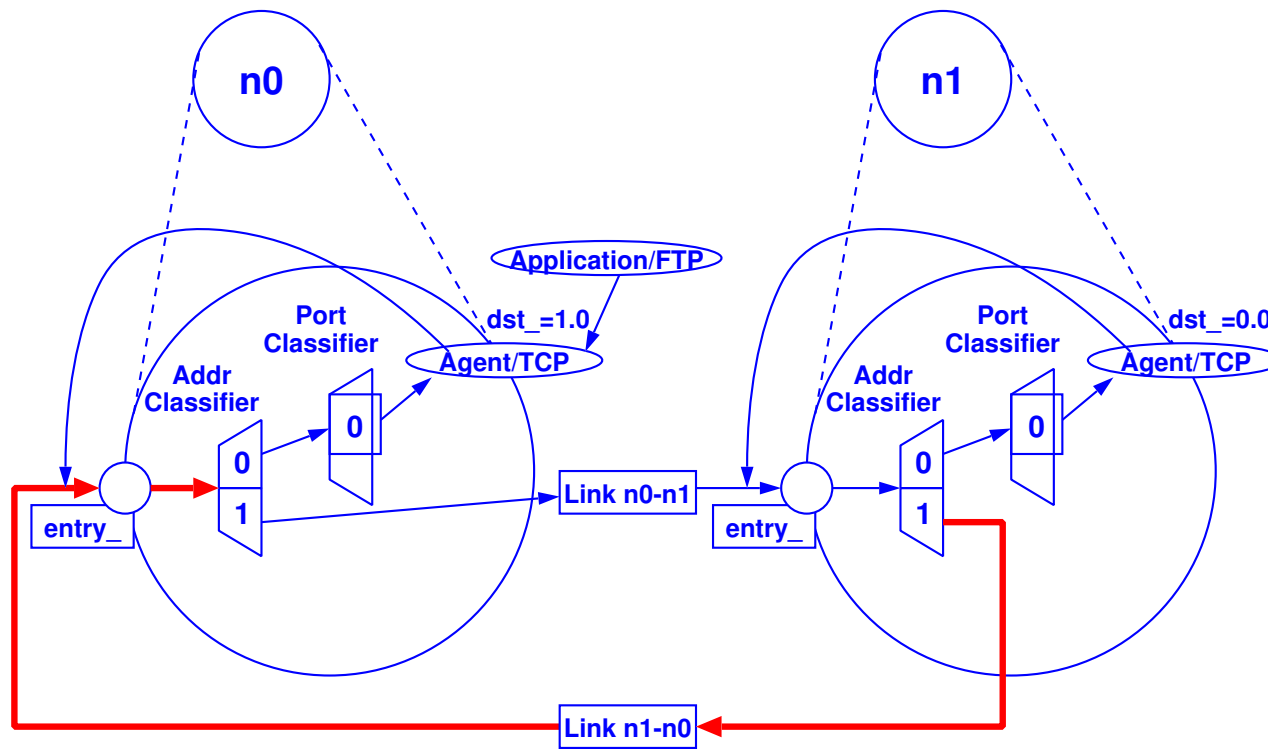 n0
n1
Application/FTP
dst_=1.0
Port
Classifier
Agent/TCP
Addr
Classifier
0
0
1
entry_
Link n0-n1
dst_=0.0
Port
Classifier
Agent/TCP
Addr
Classifier
0
0
1
entry_
Link n1-n0